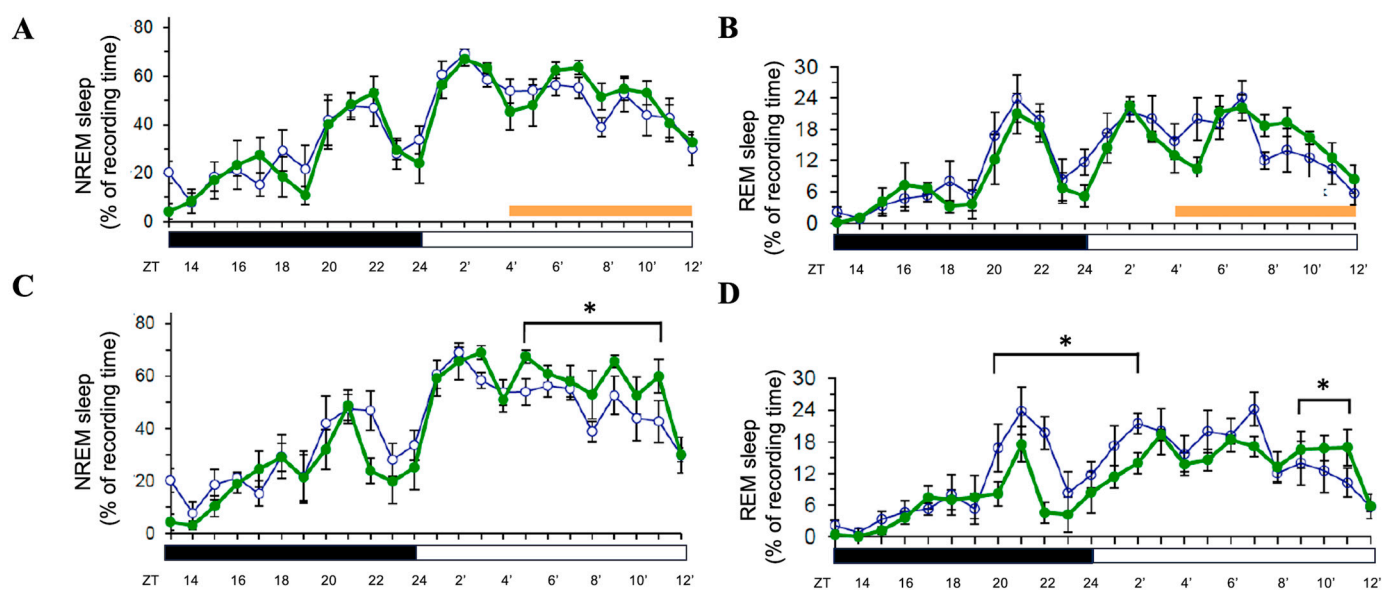 A
NREM sleep
(% of recording time)
80
60
40
20
0
ZT 14 16 18 20 22 24 2' 4' 6' 8' 10' 12'
B
REM sleep
(% of recording time)
30
24
18
12
6
0
ZT 14 16 18 20 22 24 2' 4' 6' 8' 10' 12'
C
*
NREM sleep
(% of recording time)
80
60
40
20
0
ZT 14 16 18 20 22 24 2' 4' 6' 8' 10' 12'
D
* *
REM sleep
(% of recording time)
30
24
18
12
6
0
ZT 14 16 18 20 22 24 2' 4' 6' 8' 10' 12'